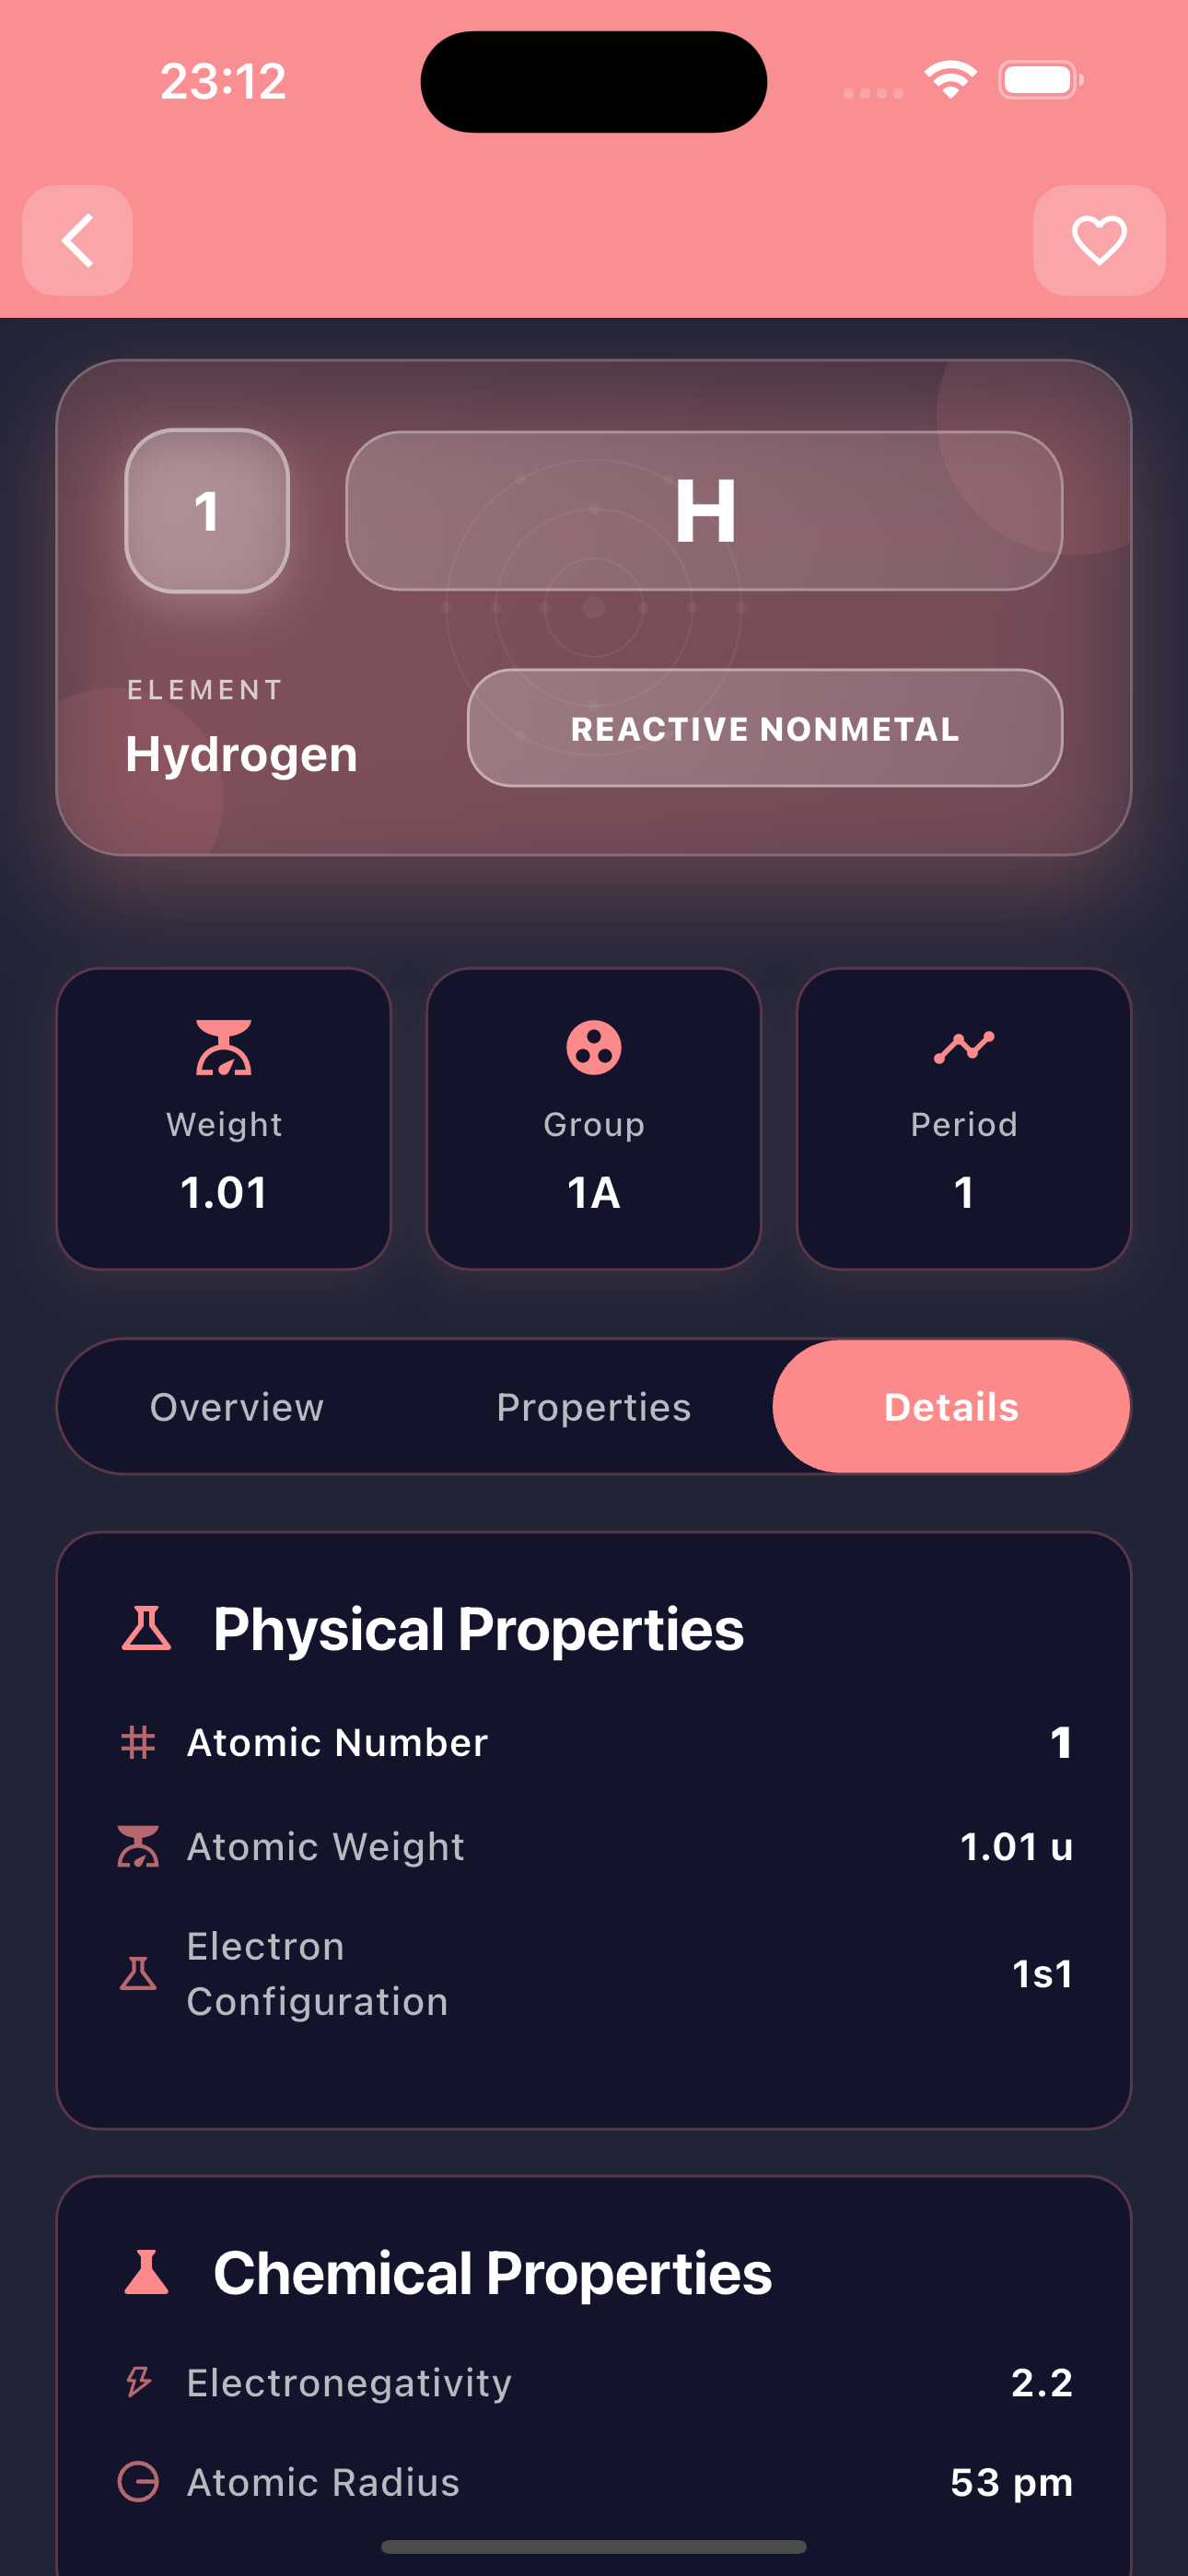 23:12
1
H
ELEMENT
Hydrogen
REACTIVE NONMETAL
Weight
1.01
Group
1A
Period
1
Overview
Properties
Details
Physical Properties
Atomic Number
1
Atomic Weight
1.01 u
Electron
Configuration
1s1
Chemical Properties
Electronegativity
2.2
Atomic Radius
53 pm